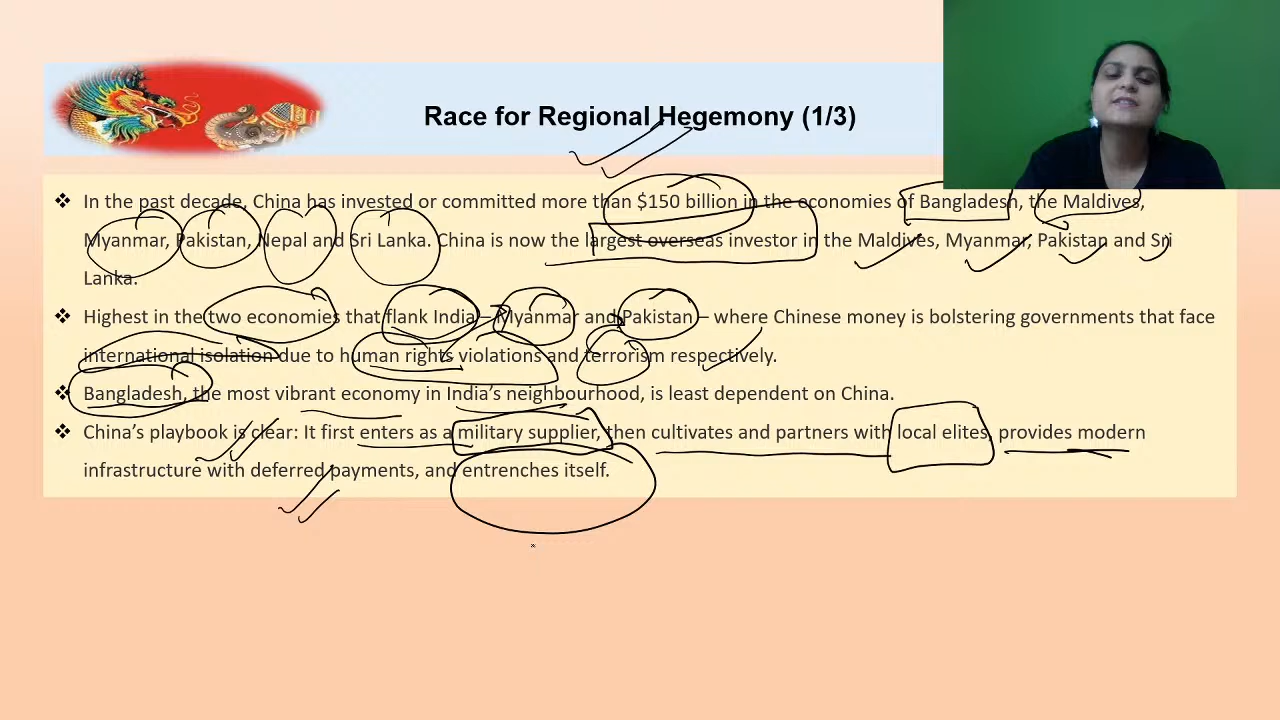 Race for Regional Hegemony (1/3)
❖ In the past decade, China has invested or committed more than $150 billion in the economies of Bangladesh, the Maldives,
Myanmar, Pakistan, Nepal and Sri Lanka. China is now the largest overseas investor in the Maldives, Myanmar, Pakistan and Sri
Lanka.
❖ Highest in the two economies that flank India – Myanmar and Pakistan – where Chinese money is bolstering governments that face
international isolation due to human rights violations and terrorism respectively.
❖ Bangladesh, the most vibrant economy in India’s neighbourhood, is least dependent on China.
❖ China’s playbook is clear: It first enters as a military supplier, then cultivates and partners with local elites, provides modern
infrastructure with deferred payments, and entrenches itself.